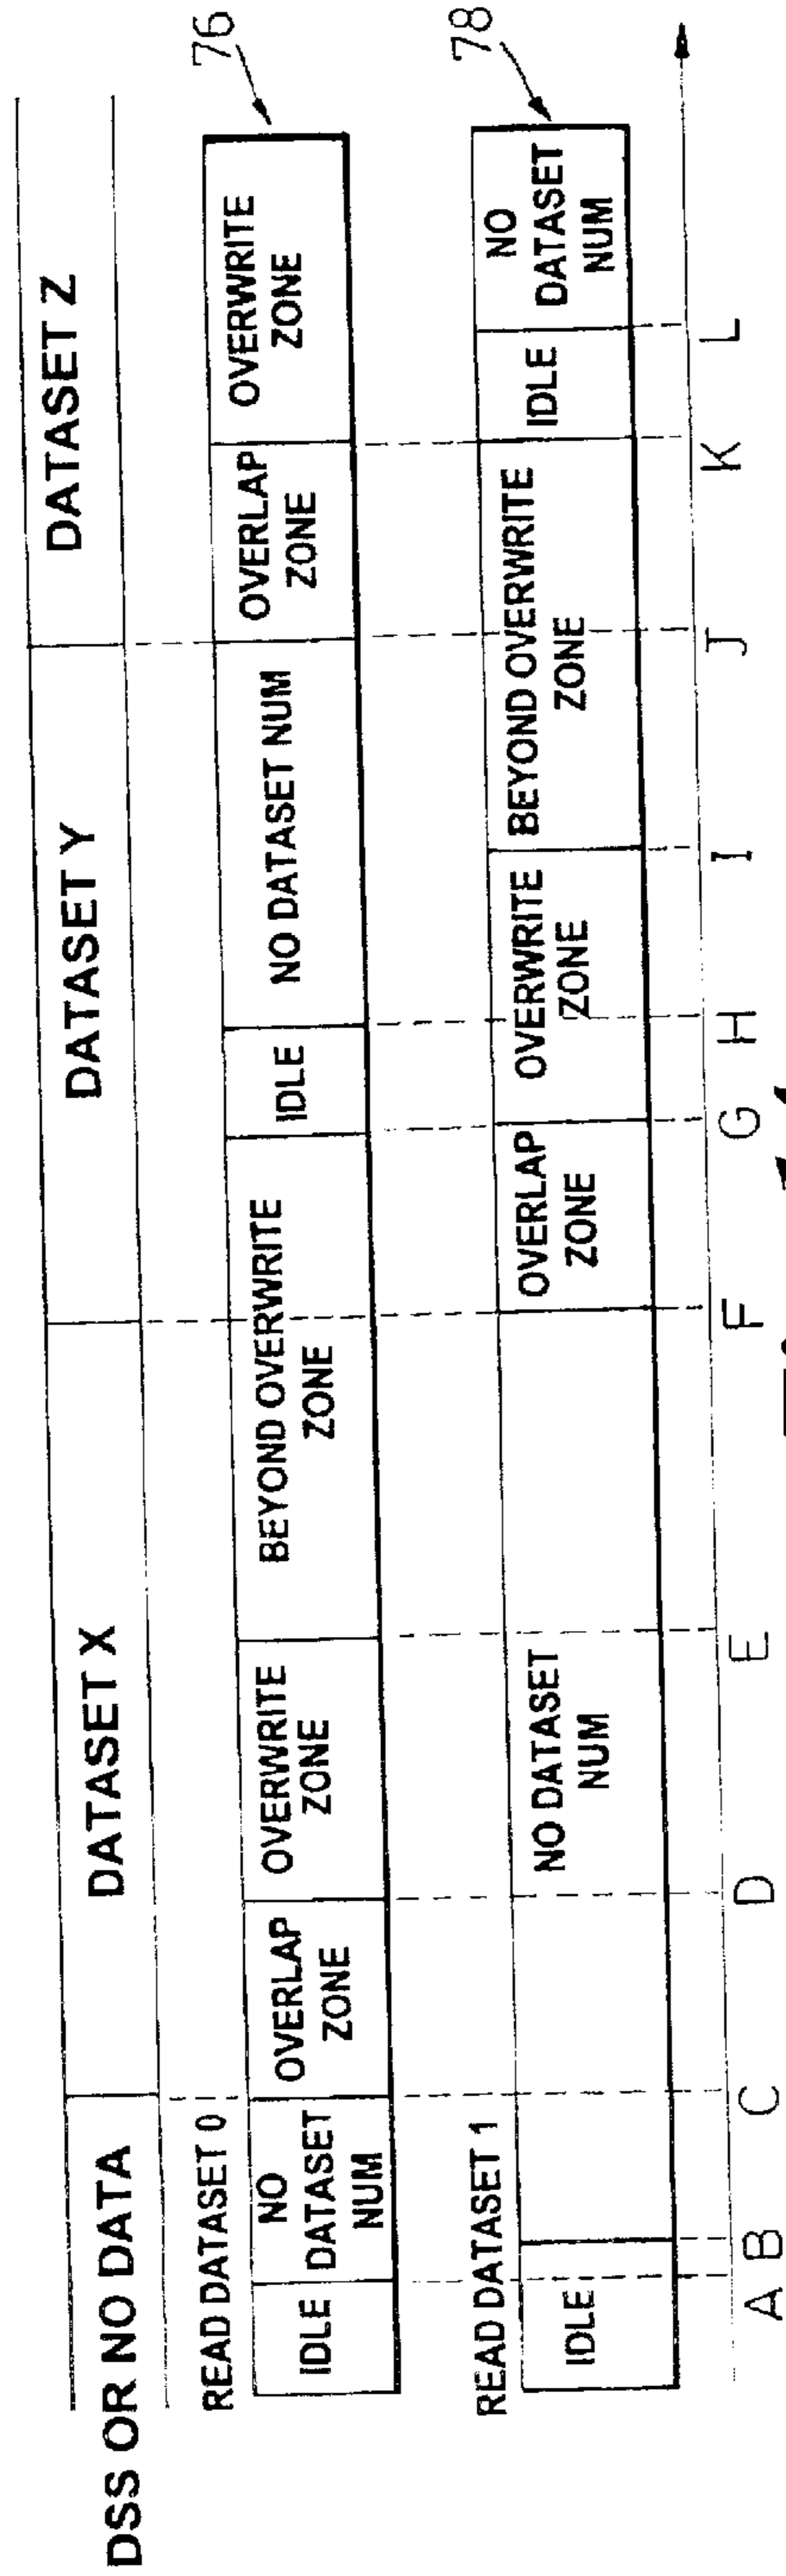 DSS OR NO DATA
DATASET X
DATASET Y
DATASET Z
READ DATASET 0
IDLE
NO
DATASET
NUM
OVERLAP
ZONE
OVERWRITE
ZONE
BEYOND OVERWRITE
ZONE
IDLE
NO DATASET NUM
OVERLAP
ZONE
OVERWRITE
ZONE
76
READ DATASET 1
IDLE
NO DATASET
NUM
OVERLAP
ZONE
OVERWRITE
ZONE
BEYOND OVERWRITE
ZONE
IDLE
NO
DATASET
NUM
78
A B C D E F G H I J K L